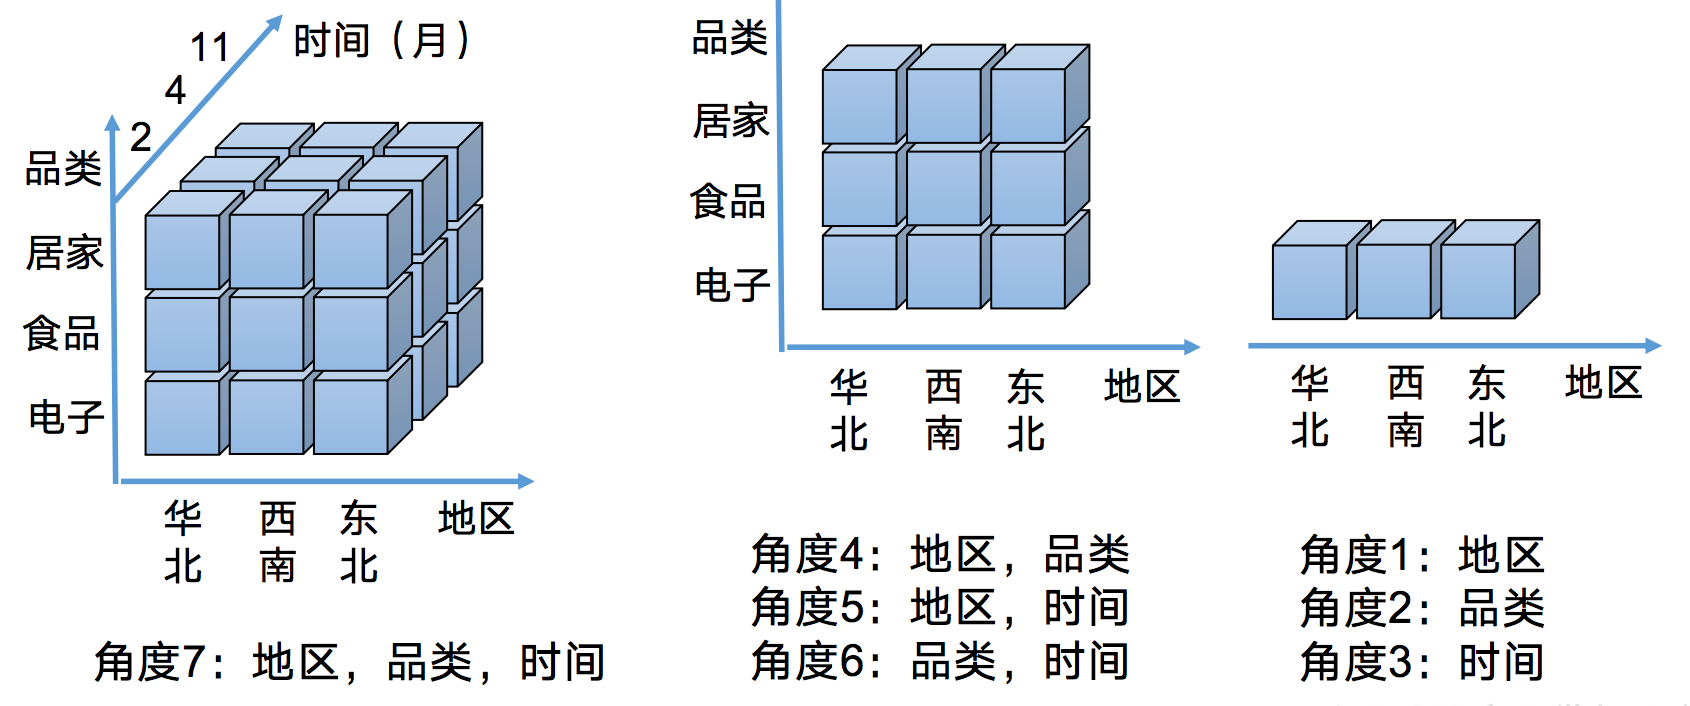 时间（月）
11
4
2
品类
居家
食品
电子
华北
西南
东北
地区
角度7：地区，品类，时间
品类
居家
食品
电子
华北
西南
东北
地区
角度4：地区，品类
角度5：地区，时间
角度6：品类，时间
华北
西南
东北
地区
角度1：地区
角度2：品类
角度3：时间